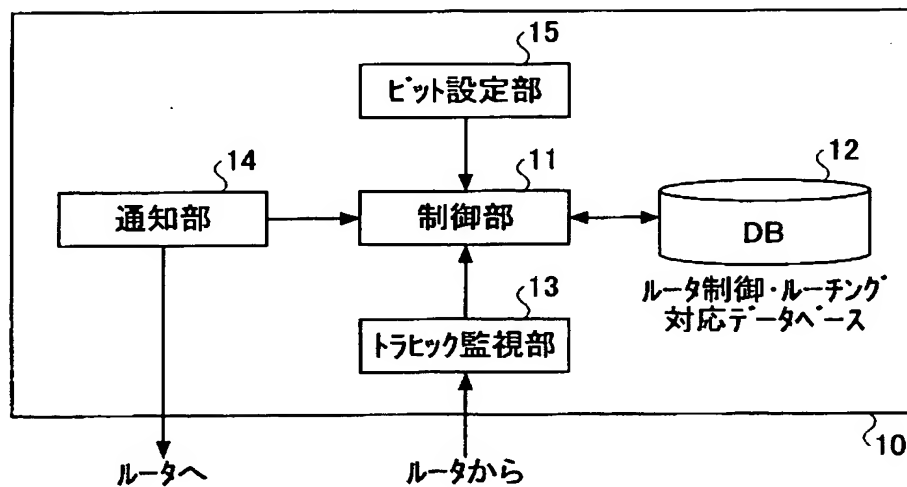 15
ビット設定部
14
11
12
通知部
制御部
DB
ルータ制御・ルーチング
対応データベース
13
トラヒック監視部
10
ルータへ
ルータから